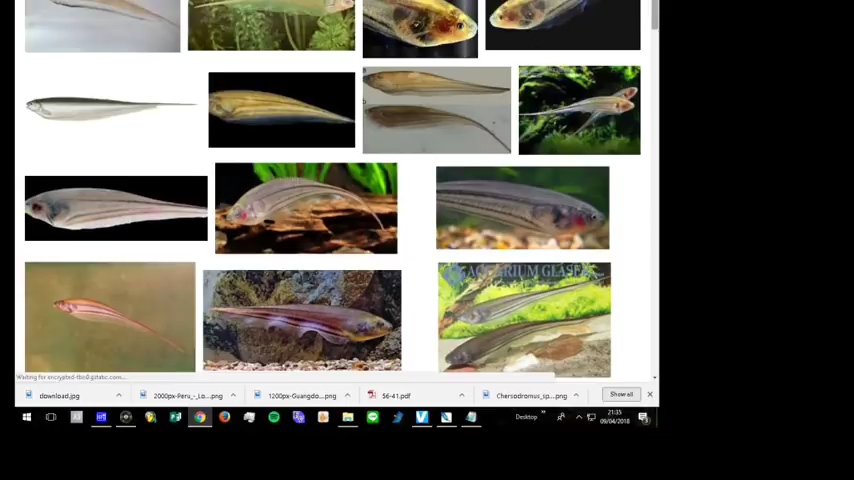 AQUARIUM GLASER
Waiting for encrypted-tbn0.gstatic.com...
download.jpg
2000px-Peru_-_Lo....png
1200px-Guangdo....png
56-41.pdf
Chersodromus_sp....png
Show all
Desktop
21:35
09/04/2018